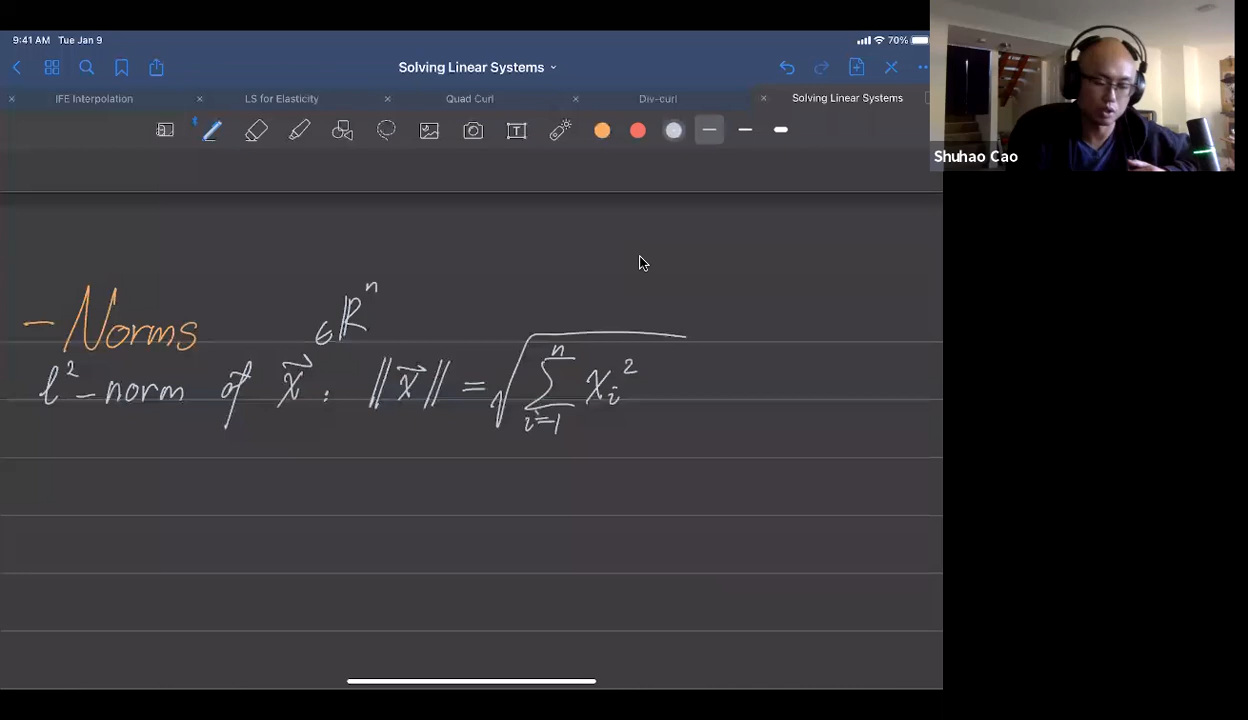 9:41 AM Tue Jan 9
70%
Solving Linear Systems
IFE Interpolation
LS for Elasticity
Quad Curl
Div-curl
Solving Linear Systems
Shuhao Cao
- Norms
∈ℝⁿ
l²-norm of x⃗ : ‖x⃗‖ = √(∑ᵢ₌₁ⁿ xᵢ²)